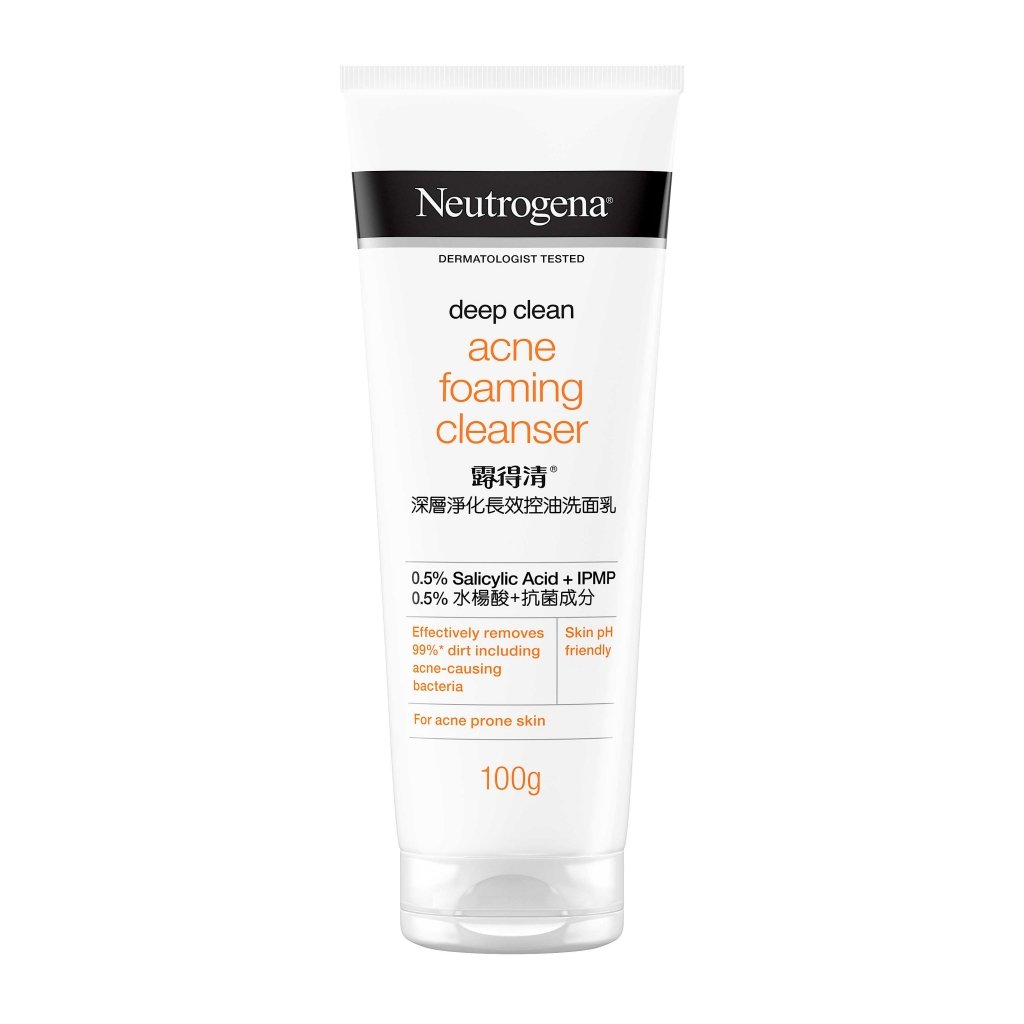 Neutrogena®
DERMATOLOGIST TESTED
deep clean
acne
foaming
cleanser
露得清®
深層淨化長效控油洗面乳
0.5% Salicylic Acid + IPMP
0.5% 水楊酸+抗菌成分
Effectively removes
99%* dirt including
acne-causing
bacteria
Skin pH
friendly
For acne prone skin
100g